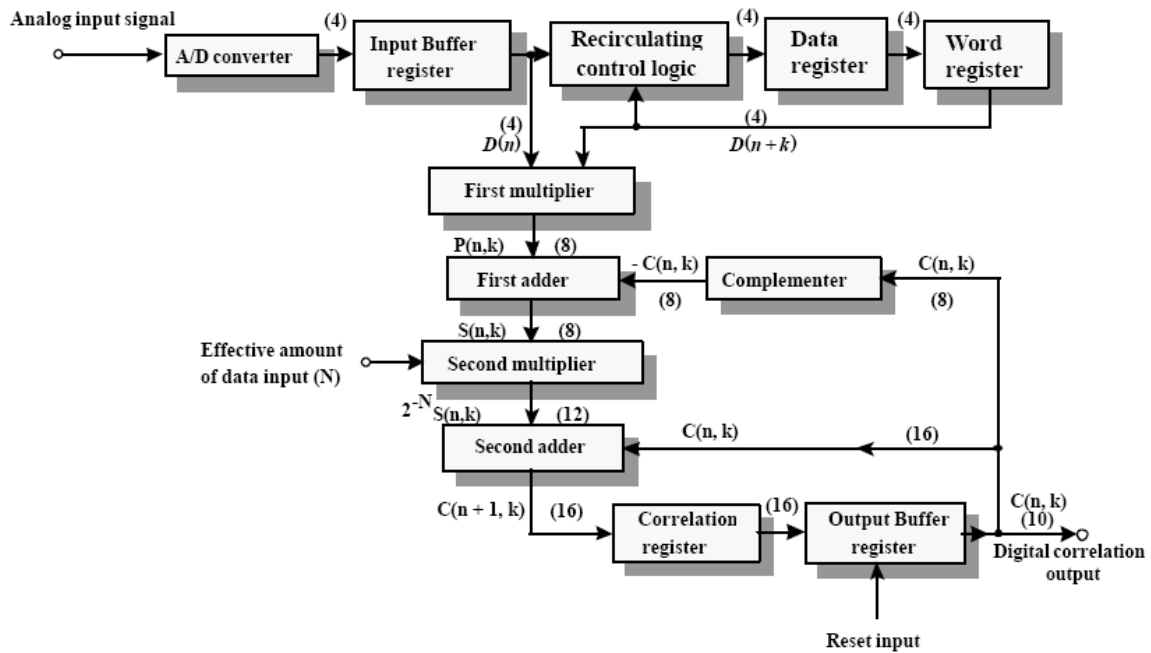 Analog input signal
(4)
A/D converter
Input Buffer
register
Recirculating
control logic
(4)
Data
register
(4)
Word
register
(4)
D(n)
(4)
D(n + k)
First multiplier
P(n,k)
(8)
First adder
- C(n, k)
(8)
Complementer
C(n, k)
(8)
S(n,k)
(8)
Effective amount
of data input (N)
Second multiplier
2-N S(n,k)
(12)
Second adder
C(n, k)
(16)
C(n + 1, k)
(16)
Correlation
register
(16)
Output Buffer
register
C(n, k)
(10)
Digital correlation
output
Reset input